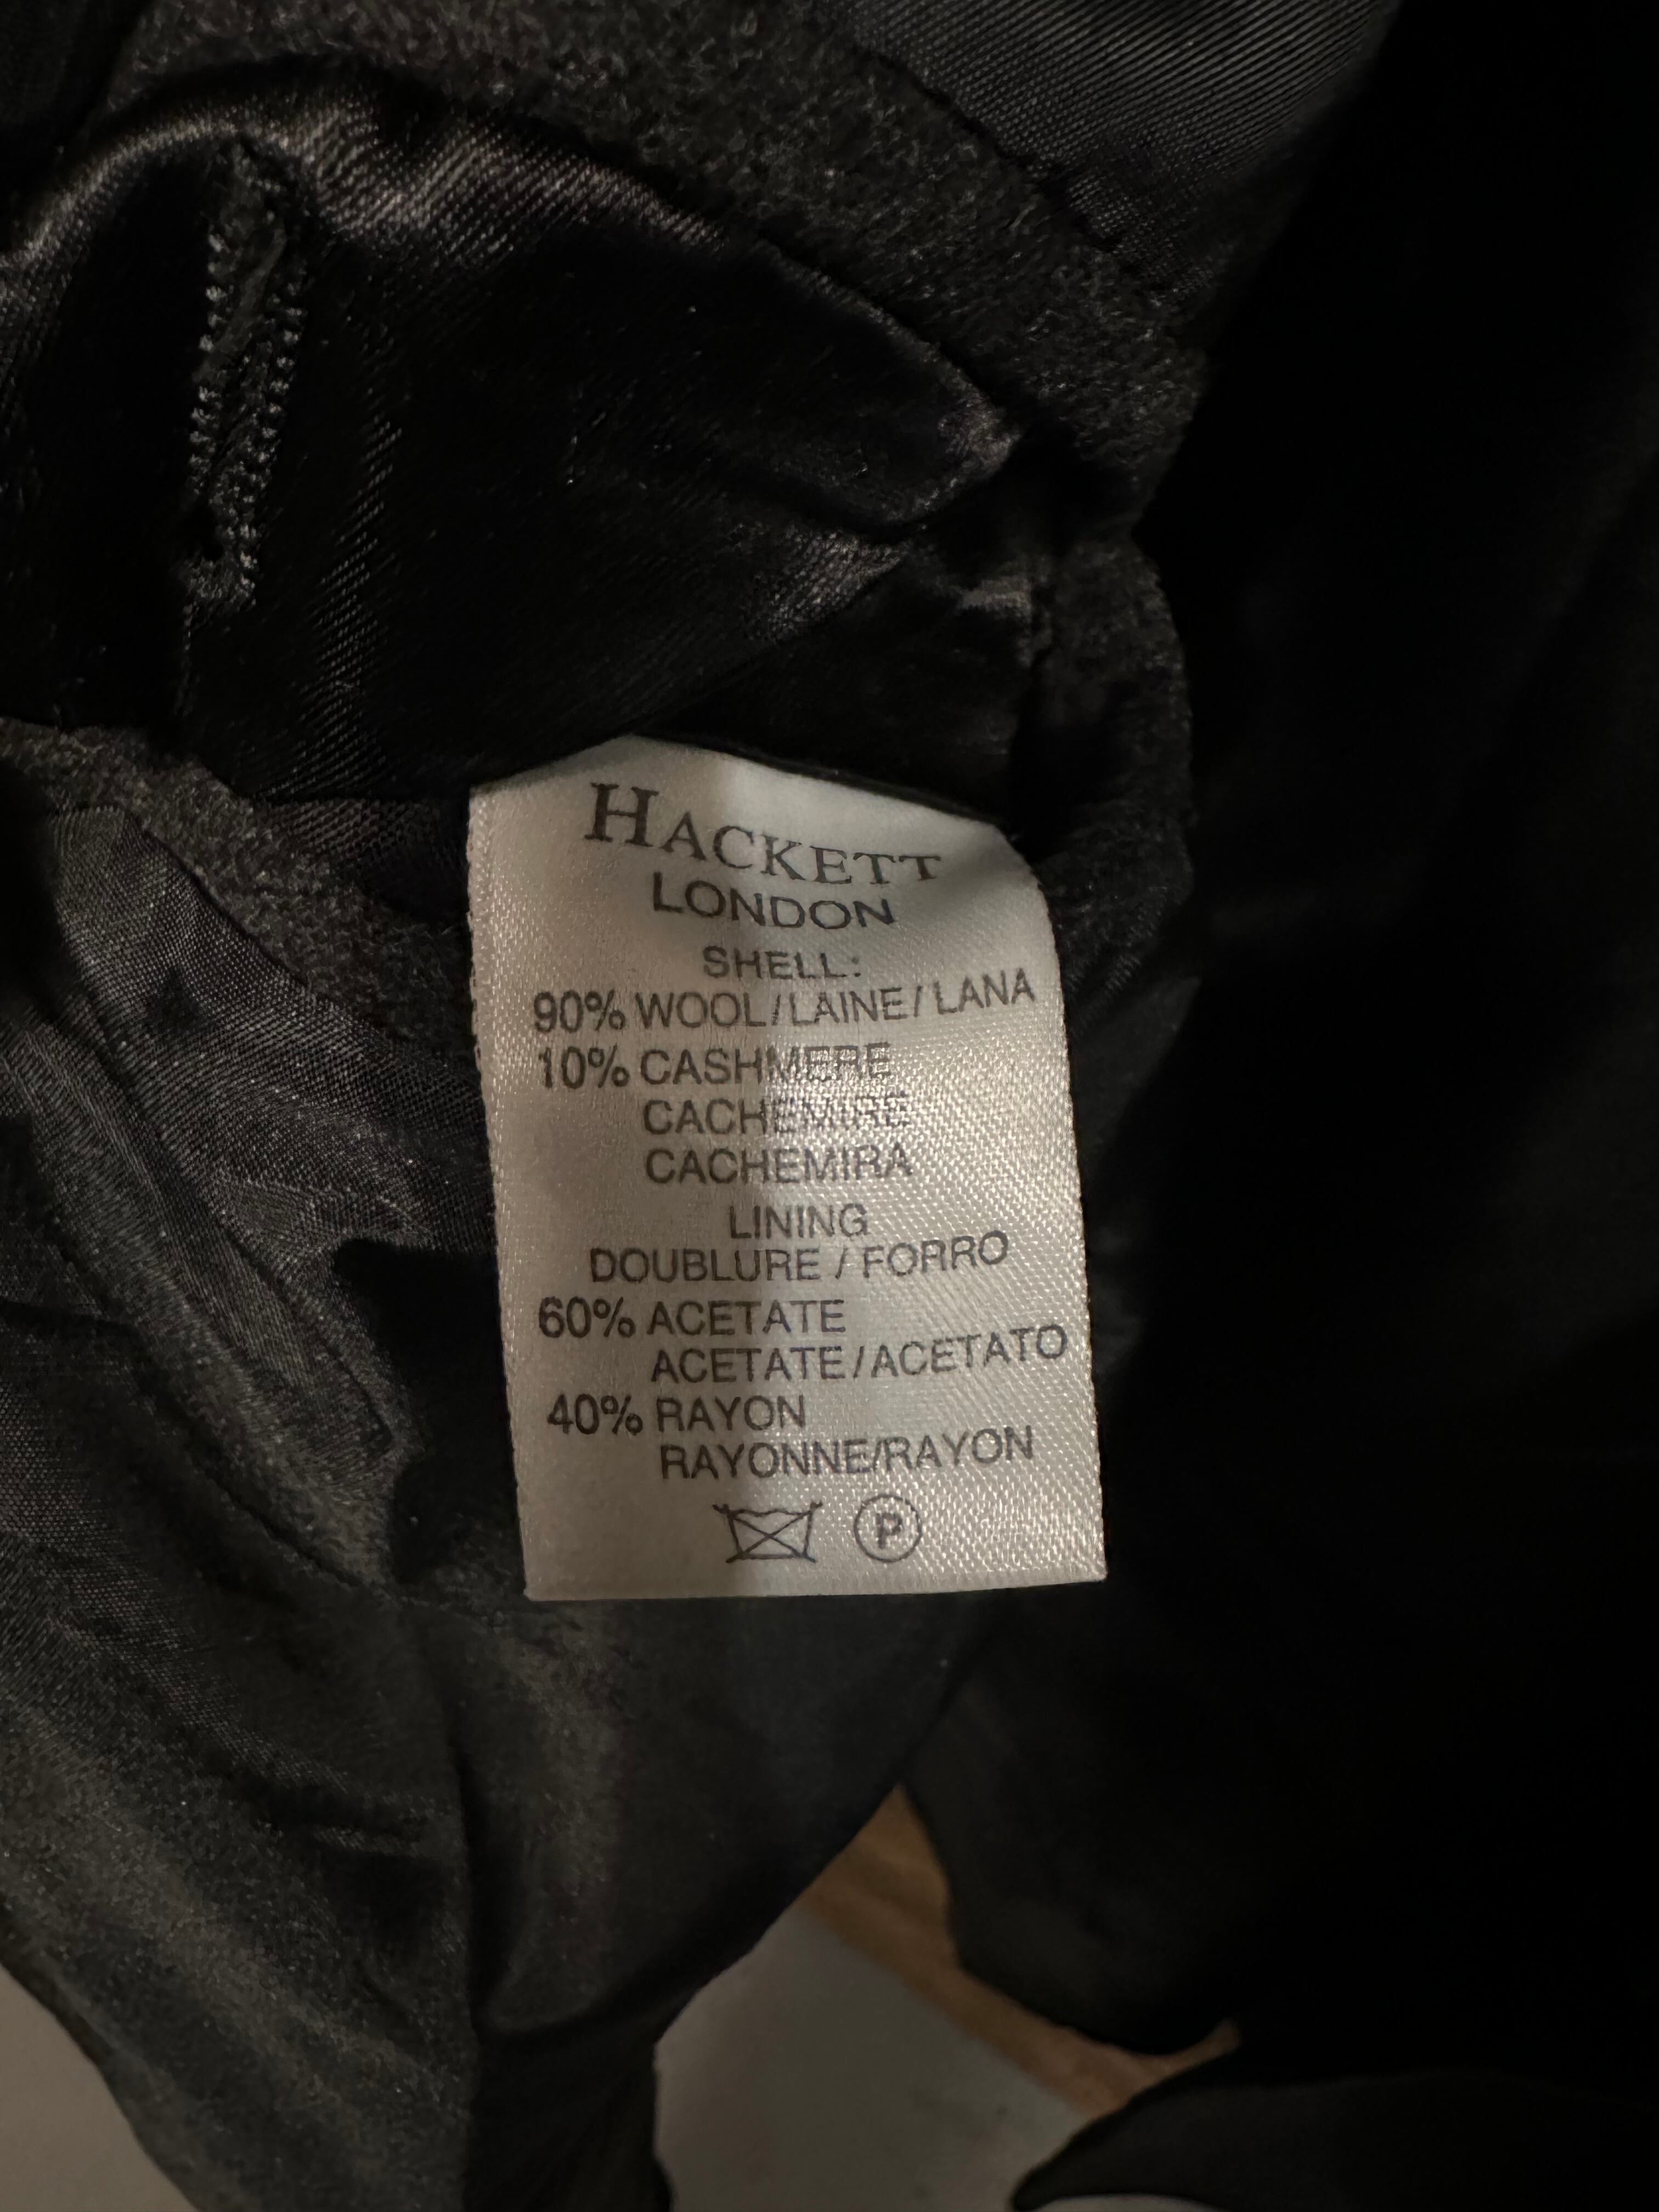 HACKETT
LONDON
SHELL:
90% WOOL/LAINE/LANA
10% CASHMERE
CACHEMIRE
CACHEMIRA
LINING
DOUBLURE / FORRO
60% ACETATE
ACETATE/ACETATO
40% RAYON
RAYONNE/RAYON
P